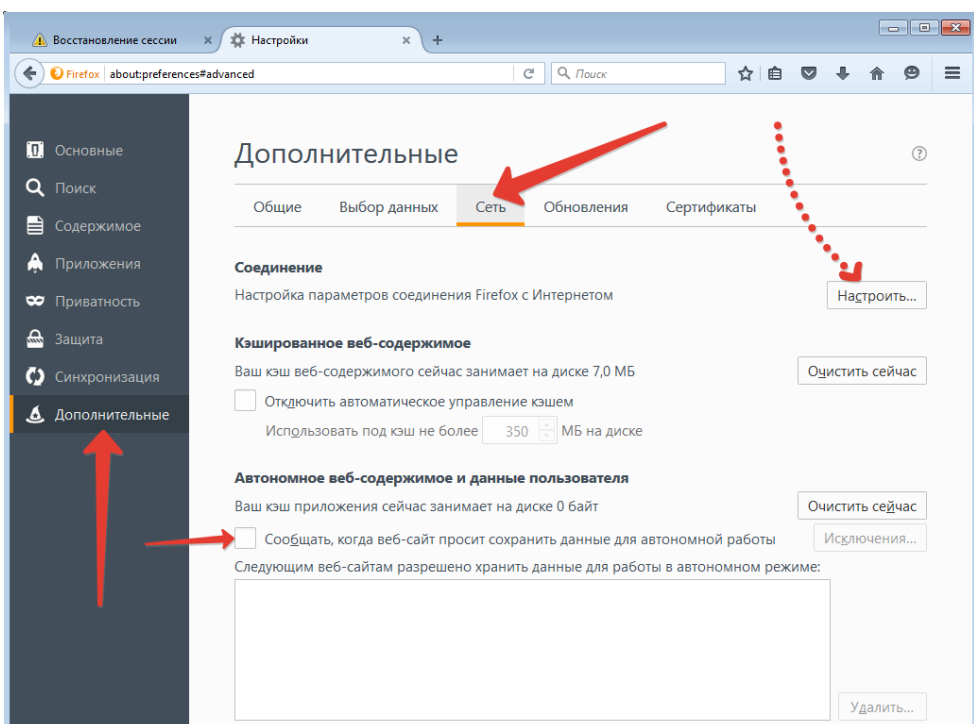 Восстановление сессии
Настройки
Firefox about:preferences#advanced
Поиск
Основные
Поиск
Содержимое
Приложения
Приватность
Защита
Синхронизация
Дополнительные
Дополнительные
Общие Выбор данных Сеть Обновления Сертификаты
Соединение
Настройка параметров соединения Firefox с Интернетом Настроить...
Кэшированное веб-содержимое
Ваш кэш веб-содержимого сейчас занимает на диске 7,0 МБ Очистить сейчас
Отключить автоматическое управление кэшем
Использовать под кэш не более 350 МБ на диске
Автономное веб-содержимое и данные пользователя
Ваш кэш приложения сейчас занимает на диске 0 байт Очистить сейчас
Сообщать, когда веб-сайт просит сохранить данные для автономной работы Исключения...
Следующим веб-сайтам разрешено хранить данные для работы в автономном режиме:
Удалить...